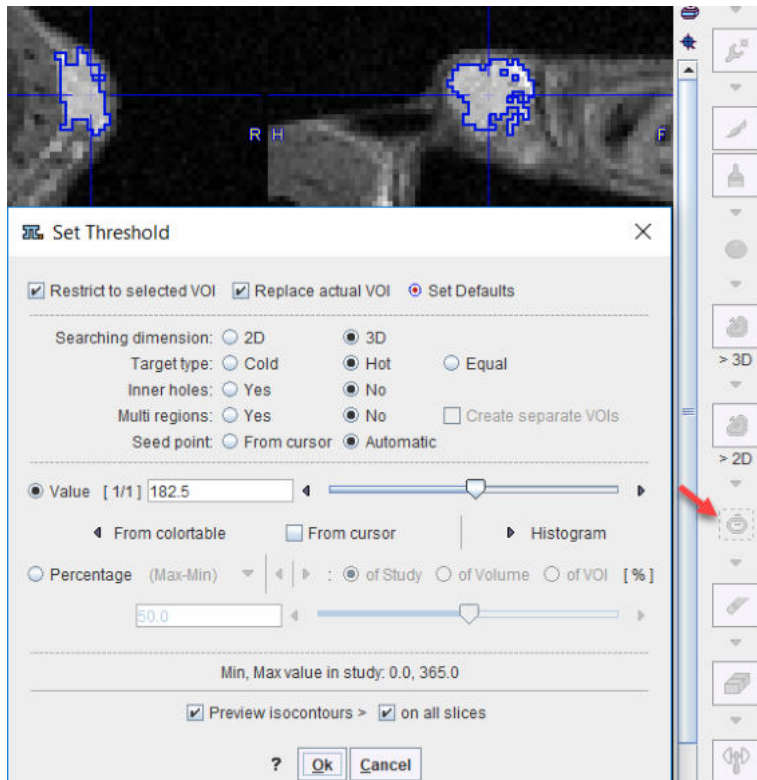 R H F
Set Threshold
Restrict to selected VOI Replace actual VOI Set Defaults
Searching dimension: 2D 3D
Target type: Cold Hot Equal
Inner holes: Yes No
Multi regions: Yes No Create separate VOIs
Seed point: From cursor Automatic
> 3D
> 2D
Value [ 1/1 ] 182.5
From colortable From cursor Histogram
Percentage (Max-Min) : of Study of Volume of VOI [ % ]
50.0
Min, Max value in study: 0.0, 365.0
Preview isocontours > on all slices
? Ok Cancel